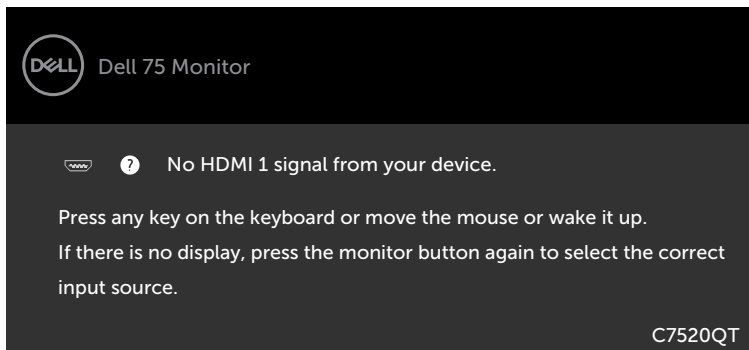 DELL Dell 75 Monitor
? No HDMI 1 signal from your device.
Press any key on the keyboard or move the mouse or wake it up.
If there is no display, press the monitor button again to select the correct
input source.
C7520QT